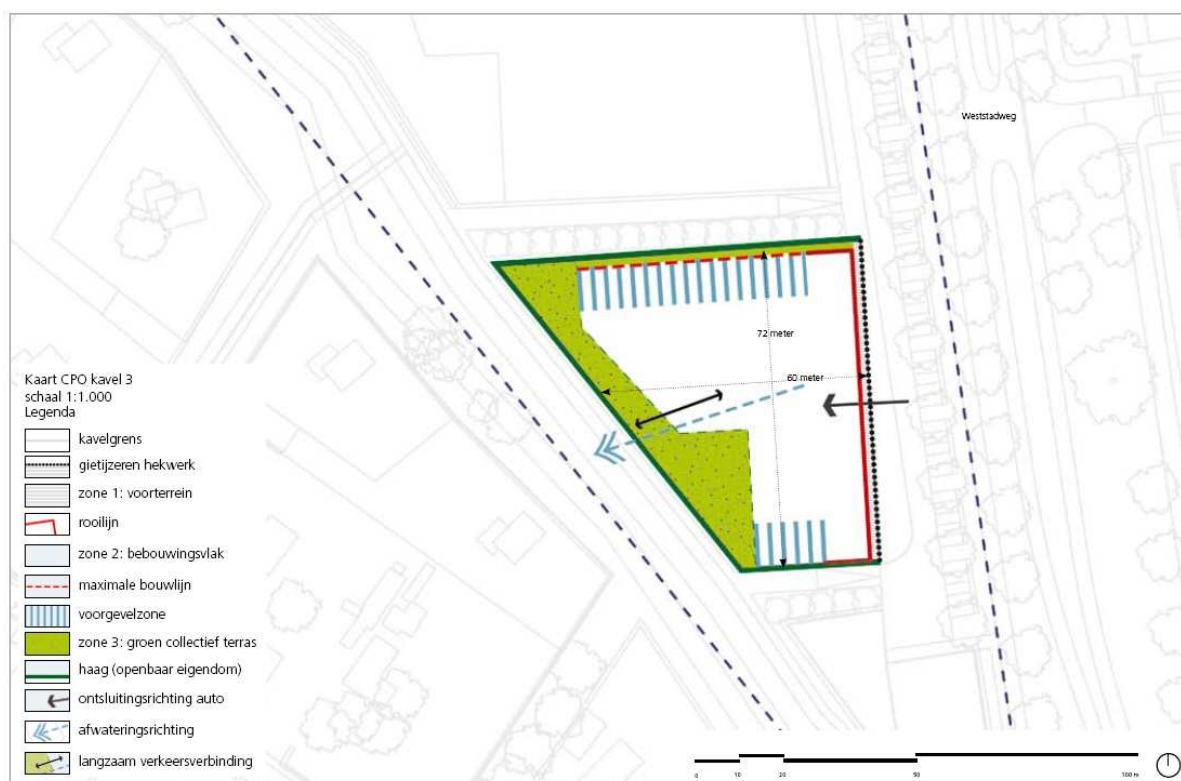 Weststadweg
72 meter
60 meter
Kaart CPO kavel 3
schaal 1:1.000
Legenda
kavelgrens
gietijzeren hekwerk
zone 1: voorterrein
rooilijn
zone 2: bebouwingsvlak
maximale bouwlijn
voorgevelzone
zone 3: groen collectief terras
haag (openbaar eigendom)
ontsluitingsrichting auto
afwateringsrichting
langzaam verkeersverbinding
0 10 20 50 100 m